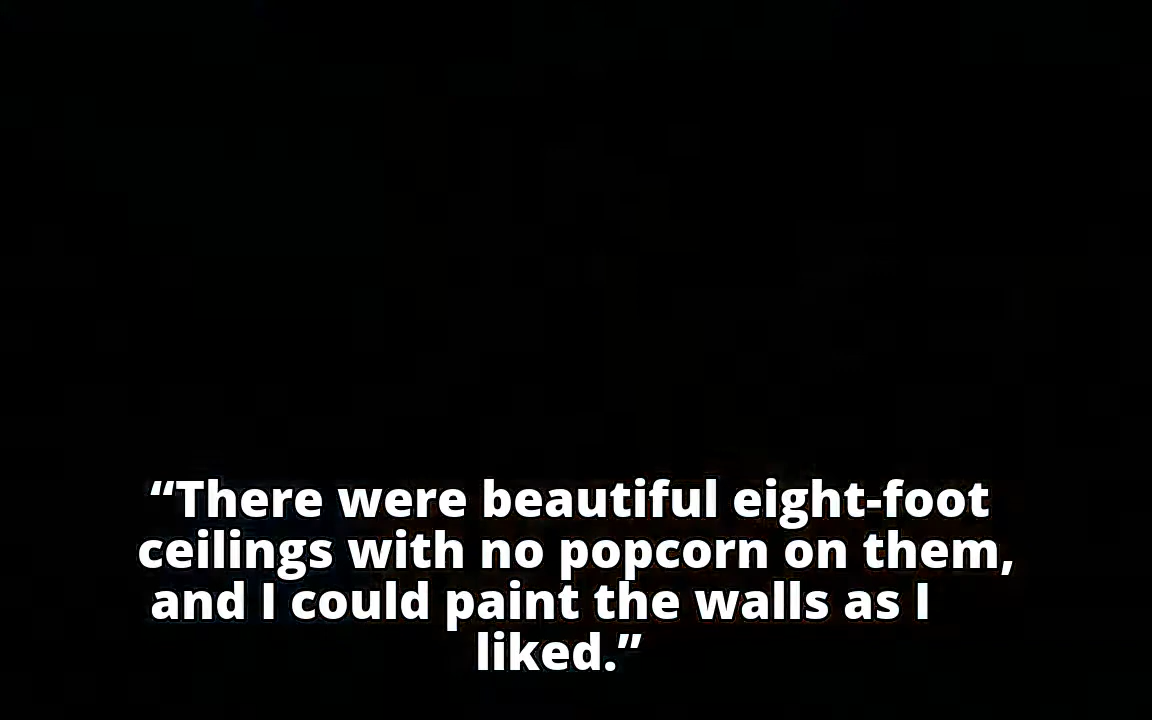 “There were beautiful eight-foot
ceilings with no popcorn on them,
and I could paint the walls as I
liked.”